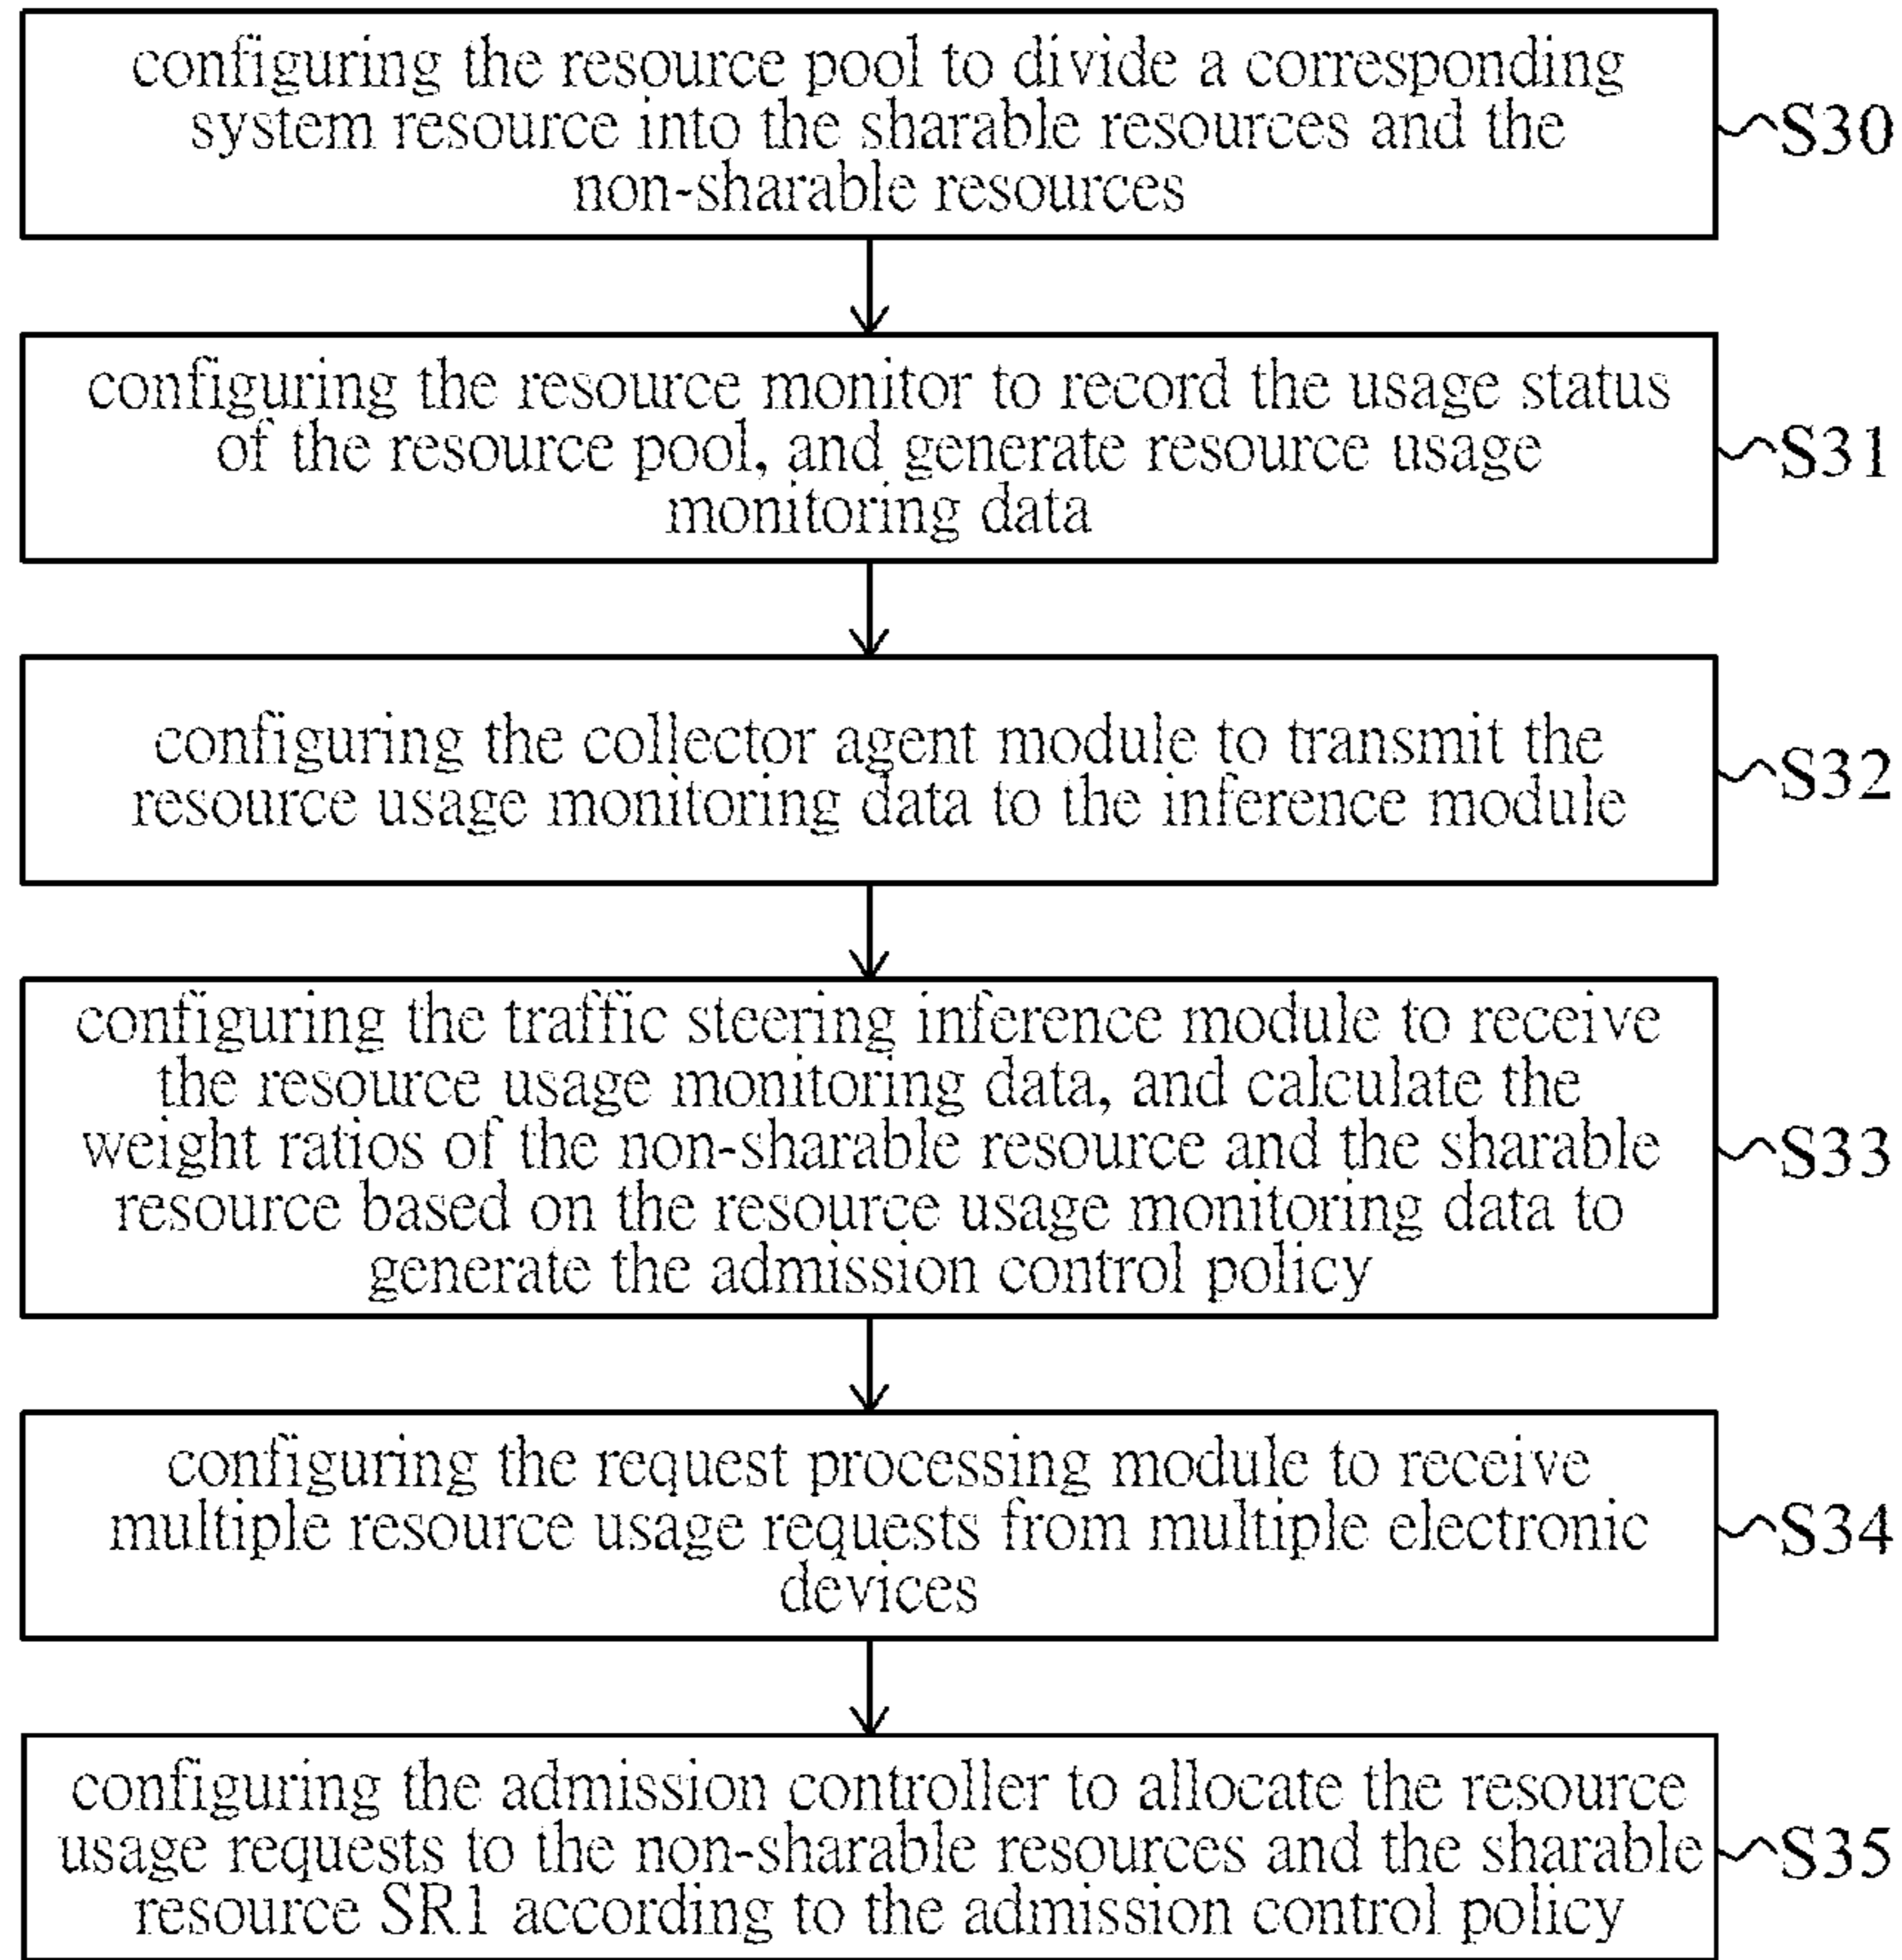 configuring the resource pool to divide a corresponding
system resource into the sharable resources and the
non-sharable resources
S30
configuring the resource monitor to record the usage status
of the resource pool, and generate resource usage
monitoring data
S31
configuring the collector agent module to transmit the
resource usage monitoring data to the inference module
S32
configuring the traffic steering inference module to receive
the resource usage monitoring data, and calculate the
weight ratios of the non-sharable resource and the sharable
resource based on the resource usage monitoring data to
generate the admission control policy
S33
configuring the request processing module to receive
multiple resource usage requests from multiple electronic
devices
S34
configuring the admission controller to allocate the resource
usage requests to the non-sharable resources and the sharable
resource SR1 according to the admission control policy
S35